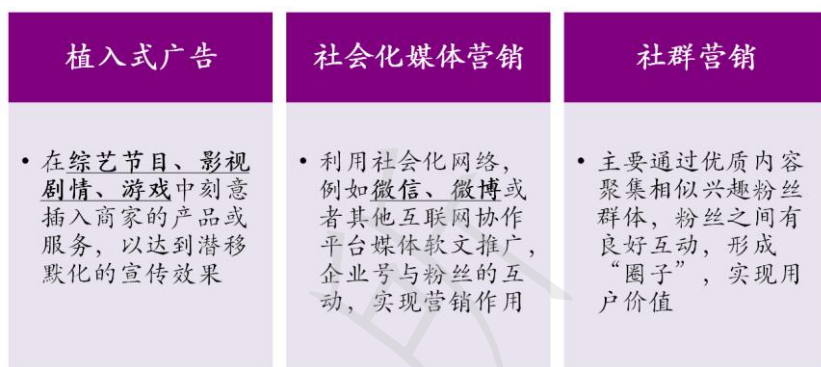 植入式广告
• 在综艺节目、影视
剧情、游戏中刻意
插入商家的产品或
服务，以达到潜移
默化的宣传效果
社会化媒体营销
• 利用社会化网络，
例如微信、微博或
者其他互联网协作
平台媒体软文推广，
企业号与粉丝的互
动，实现营销作用
社群营销
• 主要通过优质内容
聚集相似兴趣粉丝
群体，粉丝之间有
良好互动，形成
“圈子”，实现用
户价值